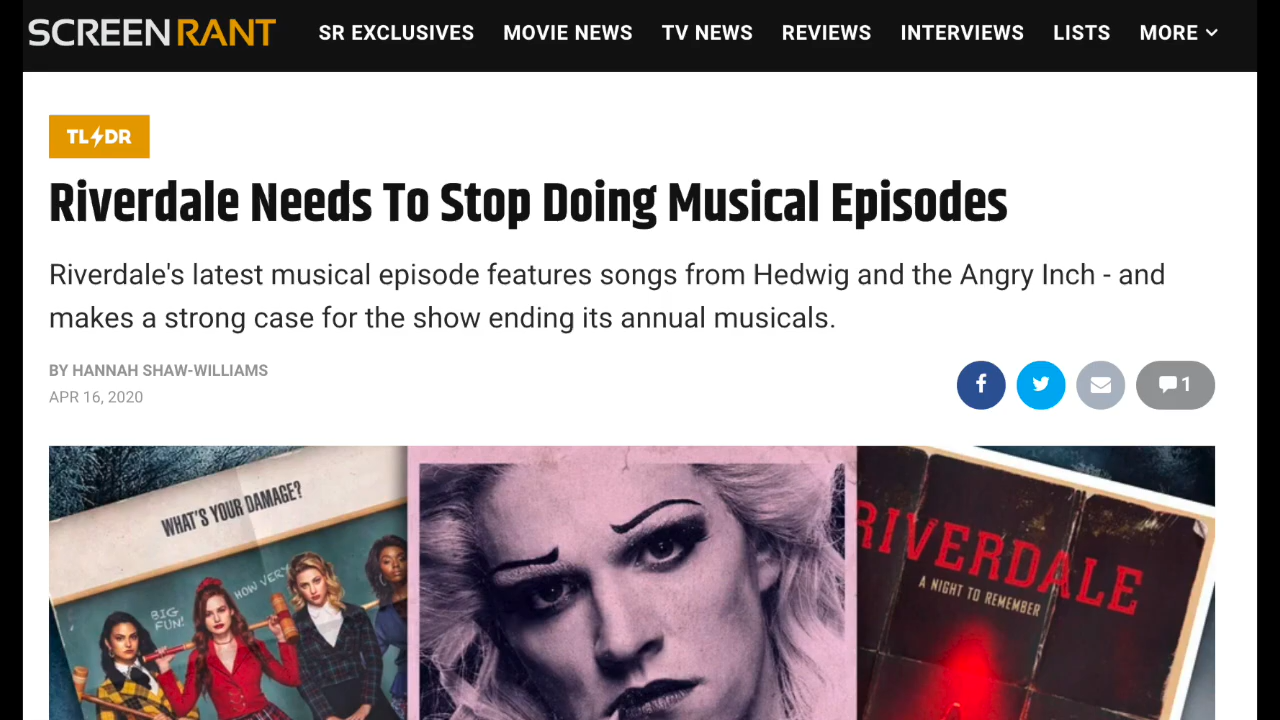 SCREENRANT SR EXCLUSIVES MOVIE NEWS TV NEWS REVIEWS INTERVIEWS LISTS MORE
TL DR
Riverdale Needs To Stop Doing Musical Episodes
Riverdale's latest musical episode features songs from Hedwig and the Angry Inch - and
makes a strong case for the show ending its annual musicals.
BY HANNAH SHAW-WILLIAMS
APR 16, 2020
1
WHAT'S YOUR DAMAGE?
BIG
FUN!
HOW VERY
RIVERDALE
A NIGHT TO REMEMBER